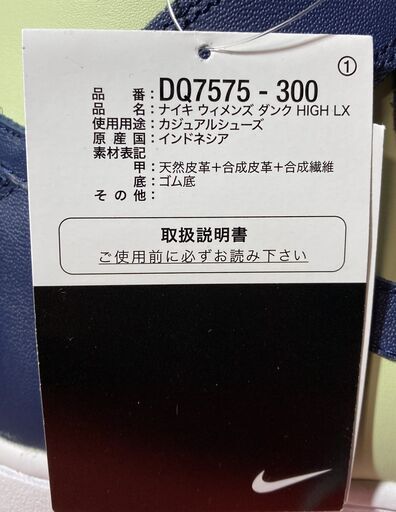 ①
品 番：DQ7575 - 300
品 名：ナイキ ウィメンズ ダンク HIGH LX
使用用途：カジュアルシューズ
原 産 国：インドネシア
素材表記
甲：天然皮革＋合成皮革＋合成繊維
底：ゴム底
そ の 他：
取扱説明書
ご使用前に必ずお読み下さい